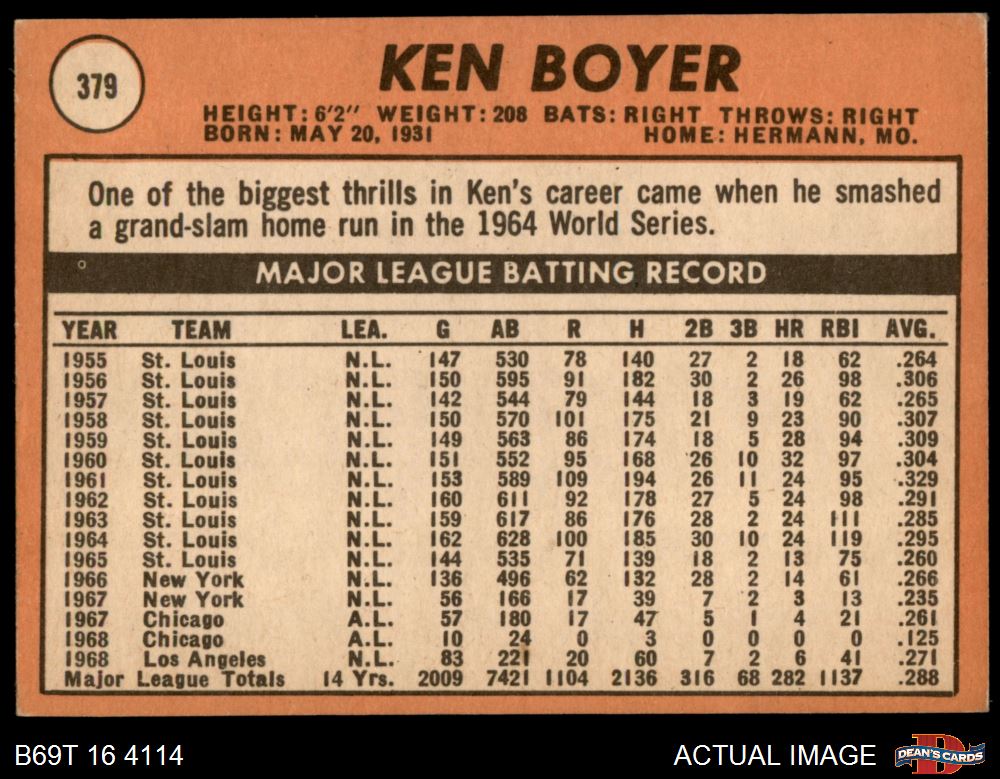 379
KEN BOYER
HEIGHT: 6'2" WEIGHT: 208 BATS: RIGHT THROWS: RIGHT
BORN: MAY 20, 1931 HOME: HERMANN, MO.
One of the biggest thrills in Ken's career came when he smashed
a grand-slam home run in the 1964 World Series.
MAJOR LEAGUE BATTING RECORD
YEAR TEAM LEA. G AB R H 2B 3B HR RBI AVG.
1955 St. Louis N.L. 147 530 78 140 27 2 18 62 .264
1956 St. Louis N.L. 150 595 91 182 30 2 26 98 .306
1957 St. Louis N.L. 142 544 79 144 18 3 19 62 .265
1958 St. Louis N.L. 150 570 101 175 21 9 23 90 .307
1959 St. Louis N.L. 149 563 86 174 18 5 28 94 .309
1960 St. Louis N.L. 151 552 95 168 26 10 32 97 .304
1961 St. Louis N.L. 153 589 109 194 26 11 24 95 .329
1962 St. Louis N.L. 160 611 92 178 27 5 24 98 .291
1963 St. Louis N.L. 159 617 86 176 28 2 24 111 .285
1964 St. Louis N.L. 162 628 100 185 30 10 24 119 .295
1965 St. Louis N.L. 144 535 71 139 18 2 13 75 .260
1966 New York N.L. 136 496 62 132 28 2 14 61 .266
1967 New York N.L. 56 166 17 39 7 2 3 13 .235
1967 Chicago A.L. 57 180 17 47 5 1 4 21 .261
1968 Chicago A.L. 10 24 0 3 0 0 0 0 .125
1968 Los Angeles N.L. 83 221 20 60 7 2 6 41 .271
Major League Totals 14 Yrs. 2009 7421 1104 2136 316 68 282 1137 .288
B69T 16 4114
ACTUAL IMAGE
DEAN'S CARDS